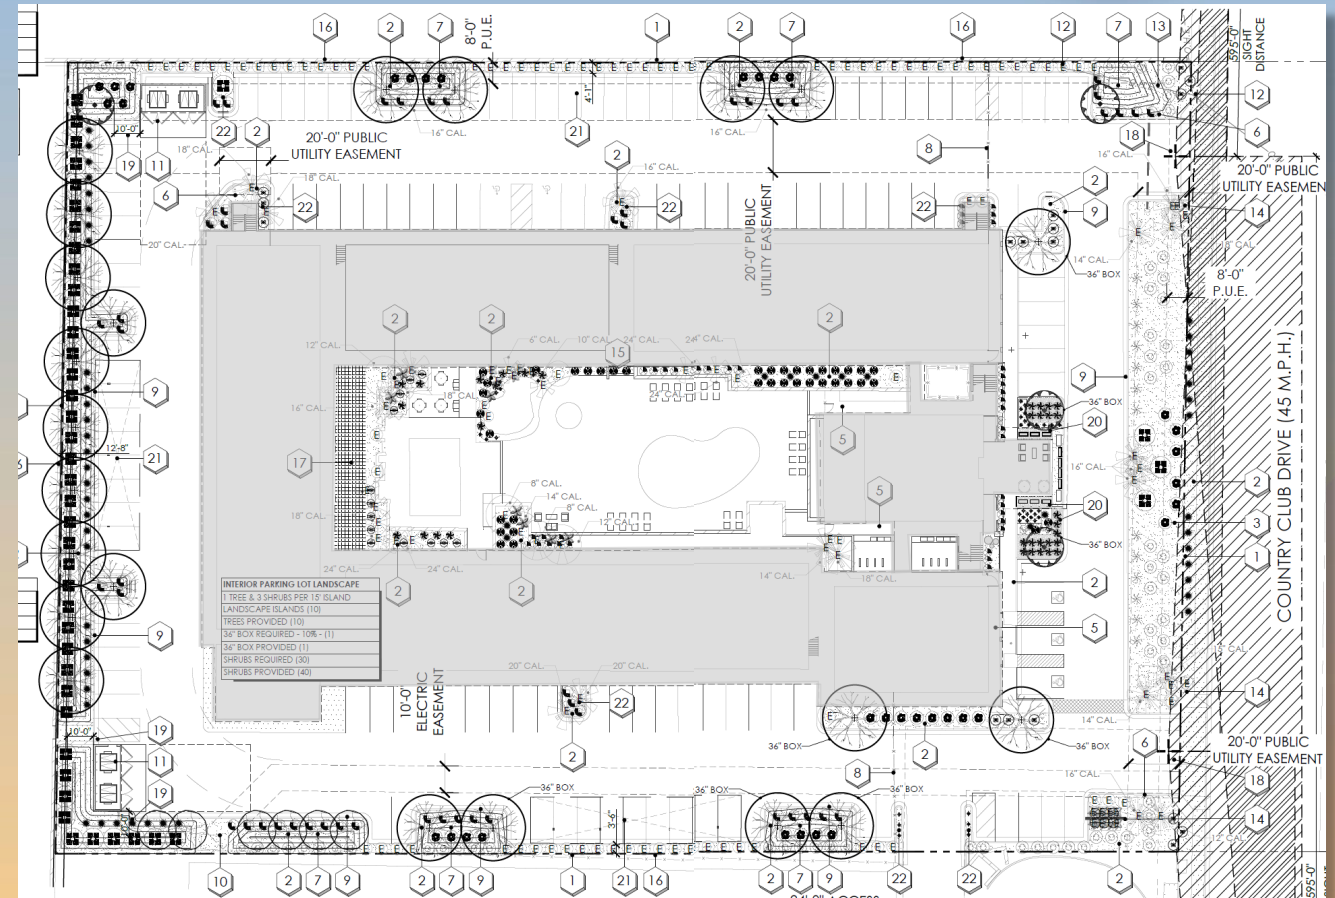 16
2
7
8'-0"
P.U.E.
1
2
7
16
12
7
13
595'-0"
SIGHT
DISTANCE
12
4'-1"
16" CAL.
21
16" CAL.
6
10'-0"
22
2
20'-0" PUBLIC
UTILITY EASEMENT
18
8
16" CAL.
19
11
18" CAL.
2
16" CAL.
20'-0" PUBLIC
UTILITY EASEMEN
6
18" CAL.
22
22
22
2
9
14
20'-0" PUBLIC
UTILITY EASEMENT
20" CAL.
14" CAL.
36" BOX
8'-0"
P.U.E.
2
2
2
12" CAL.
6" CAL.
10" CAL.
24" CAL.
24" CAL.
15
COUNTRY CLUB DRIVE (45 M.P.H.)
9
9
18" CAL.
24" CAL.
16" CAL.
36" BOX
20
5
12'-8"
21
17
16" CAL.
2
8" CAL.
14" CAL.
8" CAL.
5
20
18" CAL.
12" CAL.
3
36" BOX
1
24" CAL.
24" CAL.
14" CAL.
18" CAL.
2
2
2
INTERIOR PARKING LOT LANDSCAPE
1 TREE & 3 SHRUBS PER 15' ISLAND
LANDSCAPE ISLANDS (10)
TREES PROVIDED (10)
36" BOX REQUIRED - 10% - (1)
36" BOX PROVIDED (1)
SHRUBS REQUIRED (30)
SHRUBS PROVIDED (40)
9
5
20" CAL.
20" CAL.
10'-0"
ELECTRIC
EASEMENT
22
14
14" CAL.
10'-0"
19
36" BOX
36" BOX
6
20'-0" PUBLIC
UTILITY EASEMENT
11
2
2
8
16" CAL.
18
19
36" BOX
36" BOX
36" BOX
3'-6"
14
10
2
7
9
2
7
9
1
21
16
2
7
9
22
22
2
595'-0"